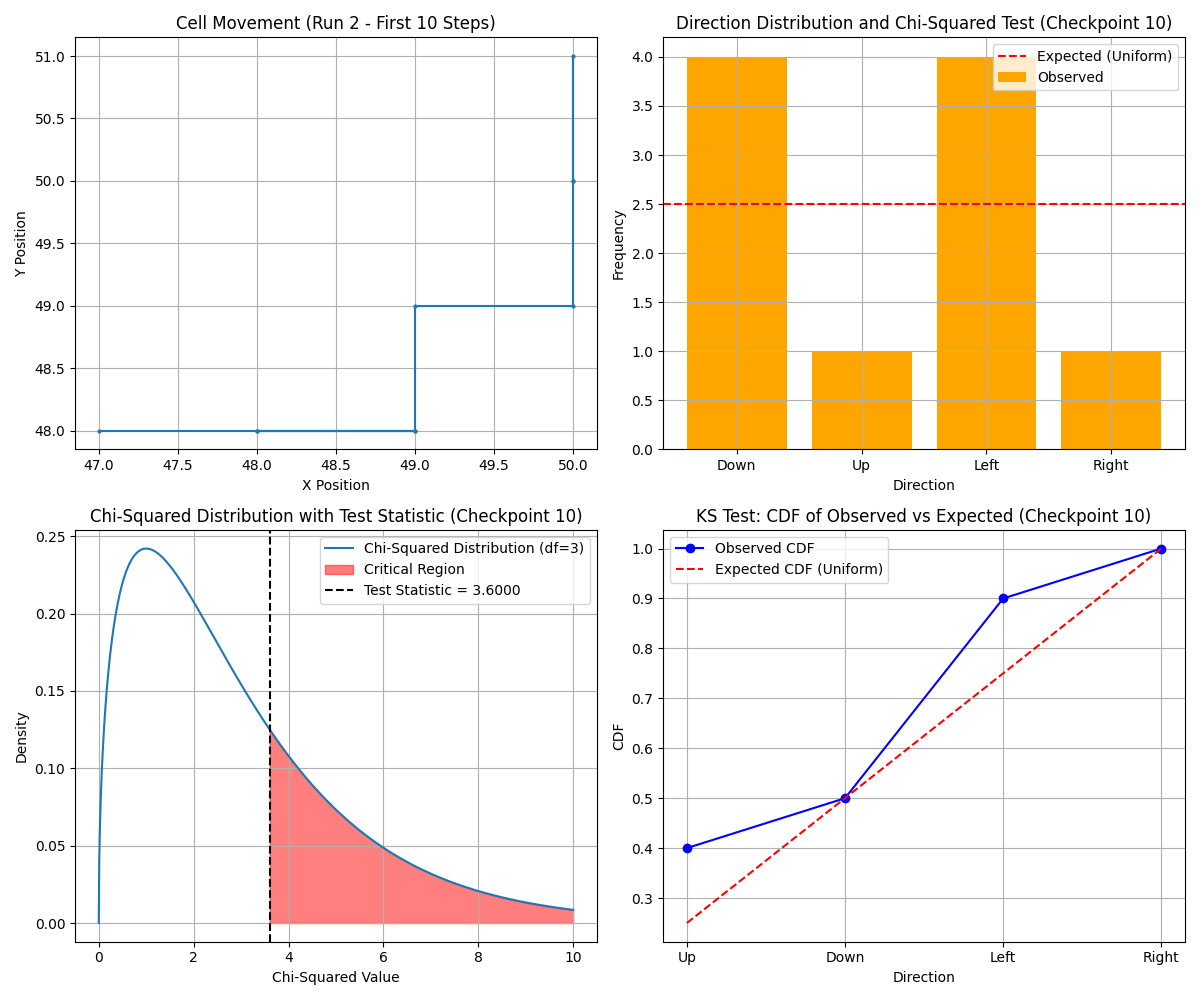 Cell Movement (Run 2 - First 10 Steps)
51.0
50.5
50.0
49.5
49.0
48.5
48.0
Y Position
47.0 47.5 48.0 48.5 49.0 49.5 50.0
X Position
Direction Distribution and Chi-Squared Test (Checkpoint 10)
Expected (Uniform)
Observed
4.0
3.5
3.0
2.5
2.0
1.5
1.0
0.5
0.0
Frequency
Down Up Left Right
Direction
Chi-Squared Distribution with Test Statistic (Checkpoint 10)
Chi-Squared Distribution (df=3)
Critical Region
Test Statistic = 3.6000
0.25
0.20
0.15
0.10
0.05
0.00
Density
0 2 4 6 8 10
Chi-Squared Value
KS Test: CDF of Observed vs Expected (Checkpoint 10)
Observed CDF
Expected CDF (Uniform)
1.0
0.9
0.8
0.7
0.6
0.5
0.4
0.3
CDF
Up Down Left Right
Direction